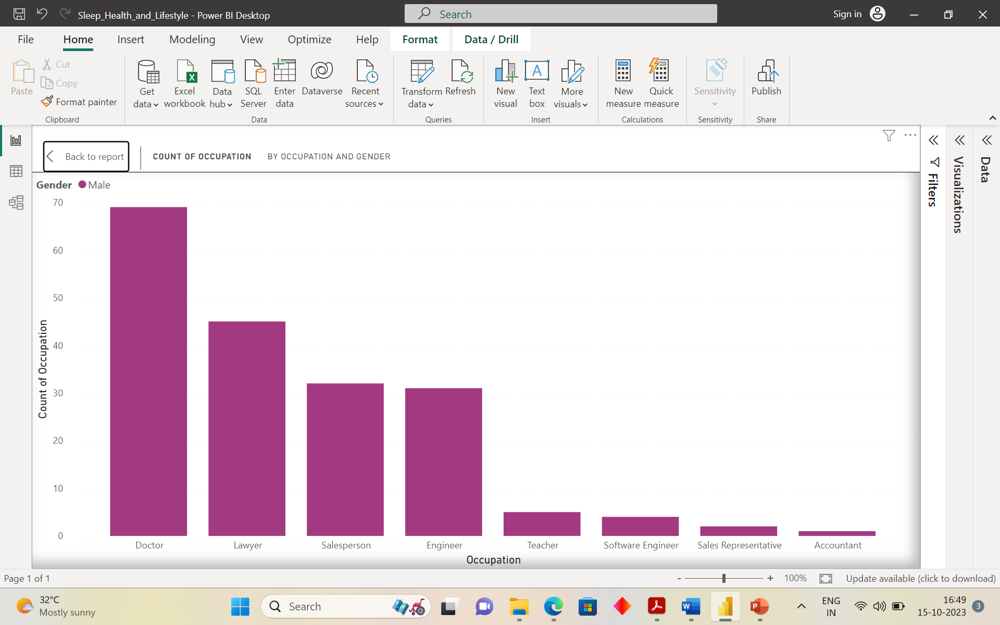 Sleep_Health_and_Lifestyle - Power BI Desktop
Search
Sign in
File Home Insert Modeling View Optimize Help Format Data / Drill
Paste
Cut
Copy
Format painter
Clipboard
Get data
Excel workbook
Data hub
SQL Server
Enter data
Dataverse
Recent sources
Data
Transform data
Refresh
Queries
New visual
Text box
More visuals
Insert
New measure
Quick measure
Calculations
Sensitivity
Sensitivity
Publish
Share
Back to report
COUNT OF OCCUPATION BY OCCUPATION AND GENDER
Gender Male
70
60
50
40
30
20
10
0
Count of Occupation
Doctor Lawyer Salesperson Engineer Teacher Software Engineer Sales Representative Accountant
Occupation
Filters
Visualizations
Data
Page 1 of 1
- + 100%
Update available (click to download)
32°C
Mostly sunny
Search
ENG
IN
16:49
15-10-2023
3